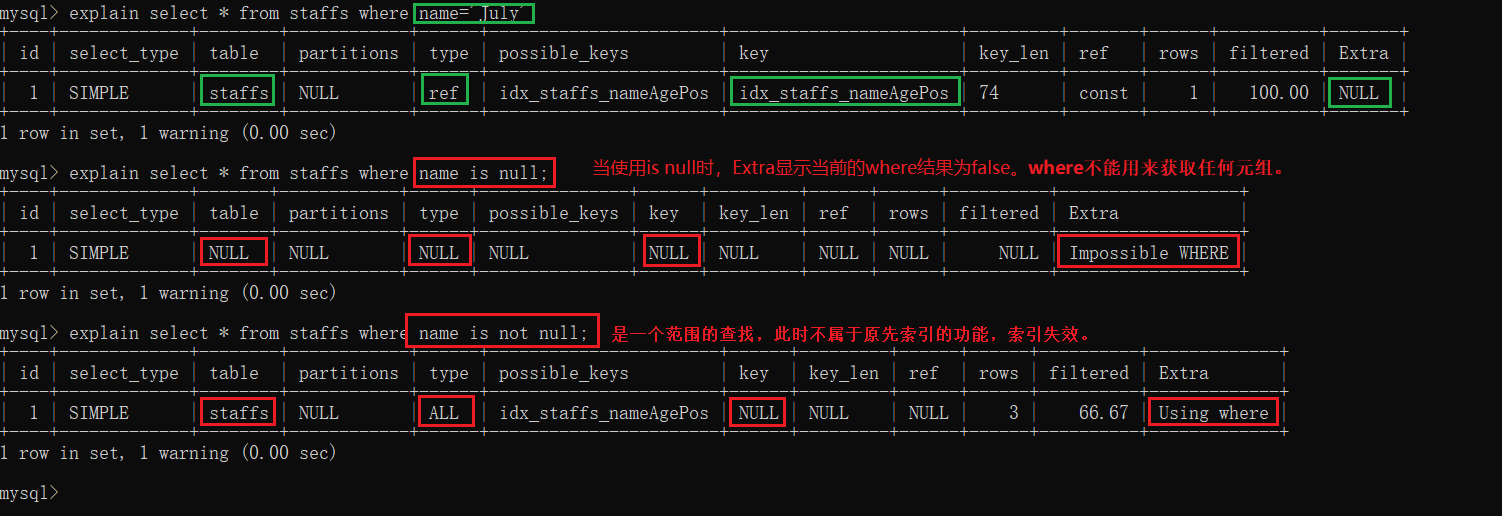 mysql> explain select * from staffs where name='July'
| id | select_type | table | partitions | type | possible_keys | key | key_len | ref | rows | filtered | Extra |
| 1 | SIMPLE | staffs | NULL | ref | idx_staffs_nameAgePos | idx_staffs_nameAgePos | 74 | const | 1 | 100.00 | NULL |
1 row in set, 1 warning (0.00 sec)
mysql> explain select * from staffs where name is null; 当使用is null时，Extra显示当前的where结果为false。where不能用来获取任何元组。
| id | select_type | table | partitions | type | possible_keys | key | key_len | ref | rows | filtered | Extra |
| 1 | SIMPLE | NULL | NULL | NULL | NULL | NULL | NULL | NULL | NULL | NULL | Impossible WHERE
1 row in set, 1 warning (0.00 sec)
mysql> explain select * from staffs where name is not null; 是一个范围的查找，此时不属于原先索引的功能，索引失效。
| id | select_type | table | partitions | type | possible_keys | key | key_len | ref | rows | filtered | Extra |
| 1 | SIMPLE | staffs | NULL | ALL | idx_staffs_nameAgePos | NULL | NULL | NULL | 3 | 66.67 | Using where |
1 row in set, 1 warning (0.00 sec)
mysql>